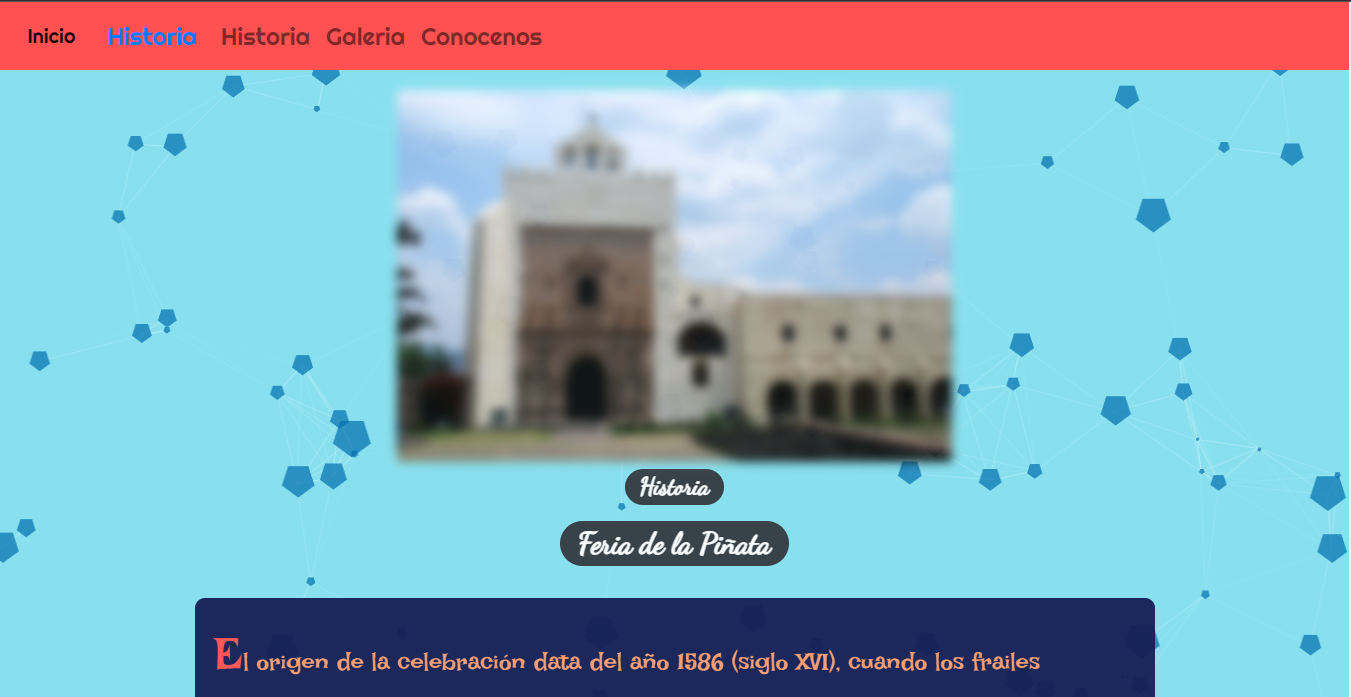 Inicio Historia Historia Galeria Conocenos
Historia
Feria de la Piñata
El origen de la celebración data del año 1586 (siglo XVI), cuando los frailes